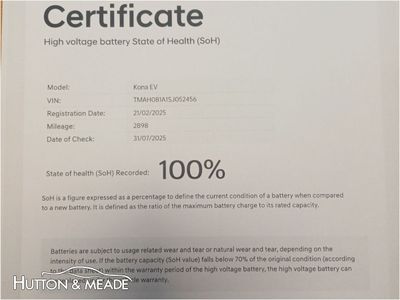 Certificate
High voltage battery State of Health (SoH)
Model: Kona EV
VIN: TMAH081A1SJ052456
Registration Date: 21/02/2025
Mileage: 2898
Date of Check: 31/07/2025
State of health (SoH) Recorded: 100%
SoH is a figure expressed as a percentage to define the current condition of a battery when compared
to a new battery. It is defined as the ratio of the maximum battery charge to its rated capacity.
Batteries are subject to usage related wear and tear or natural wear and tear, depending on the
intensity of use. If the battery capacity (SoH value) falls below 70% of the original condition (according
to the data sheet) within the warranty period of the high voltage battery, the high voltage battery can
warranty.
HUTTON & MEADE